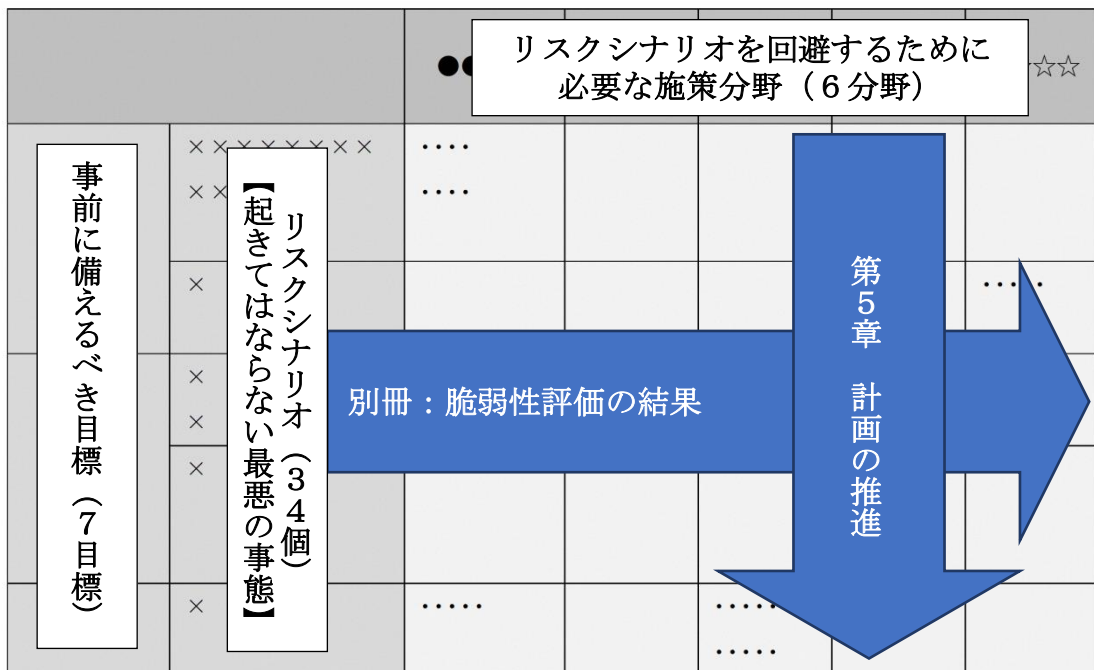 リスクシナリオを回避するために
必要な施策分野（６分野）
●●
☆☆
事前に備えるべき目標（７目標）
リスクシナリオ（３４個）
【起きてはならない最悪の事態】
××××××××
××
×
×
×
×
×
････
････
･････
･････
･････
･････
別冊：脆弱性評価の結果
第５章　計画の推進